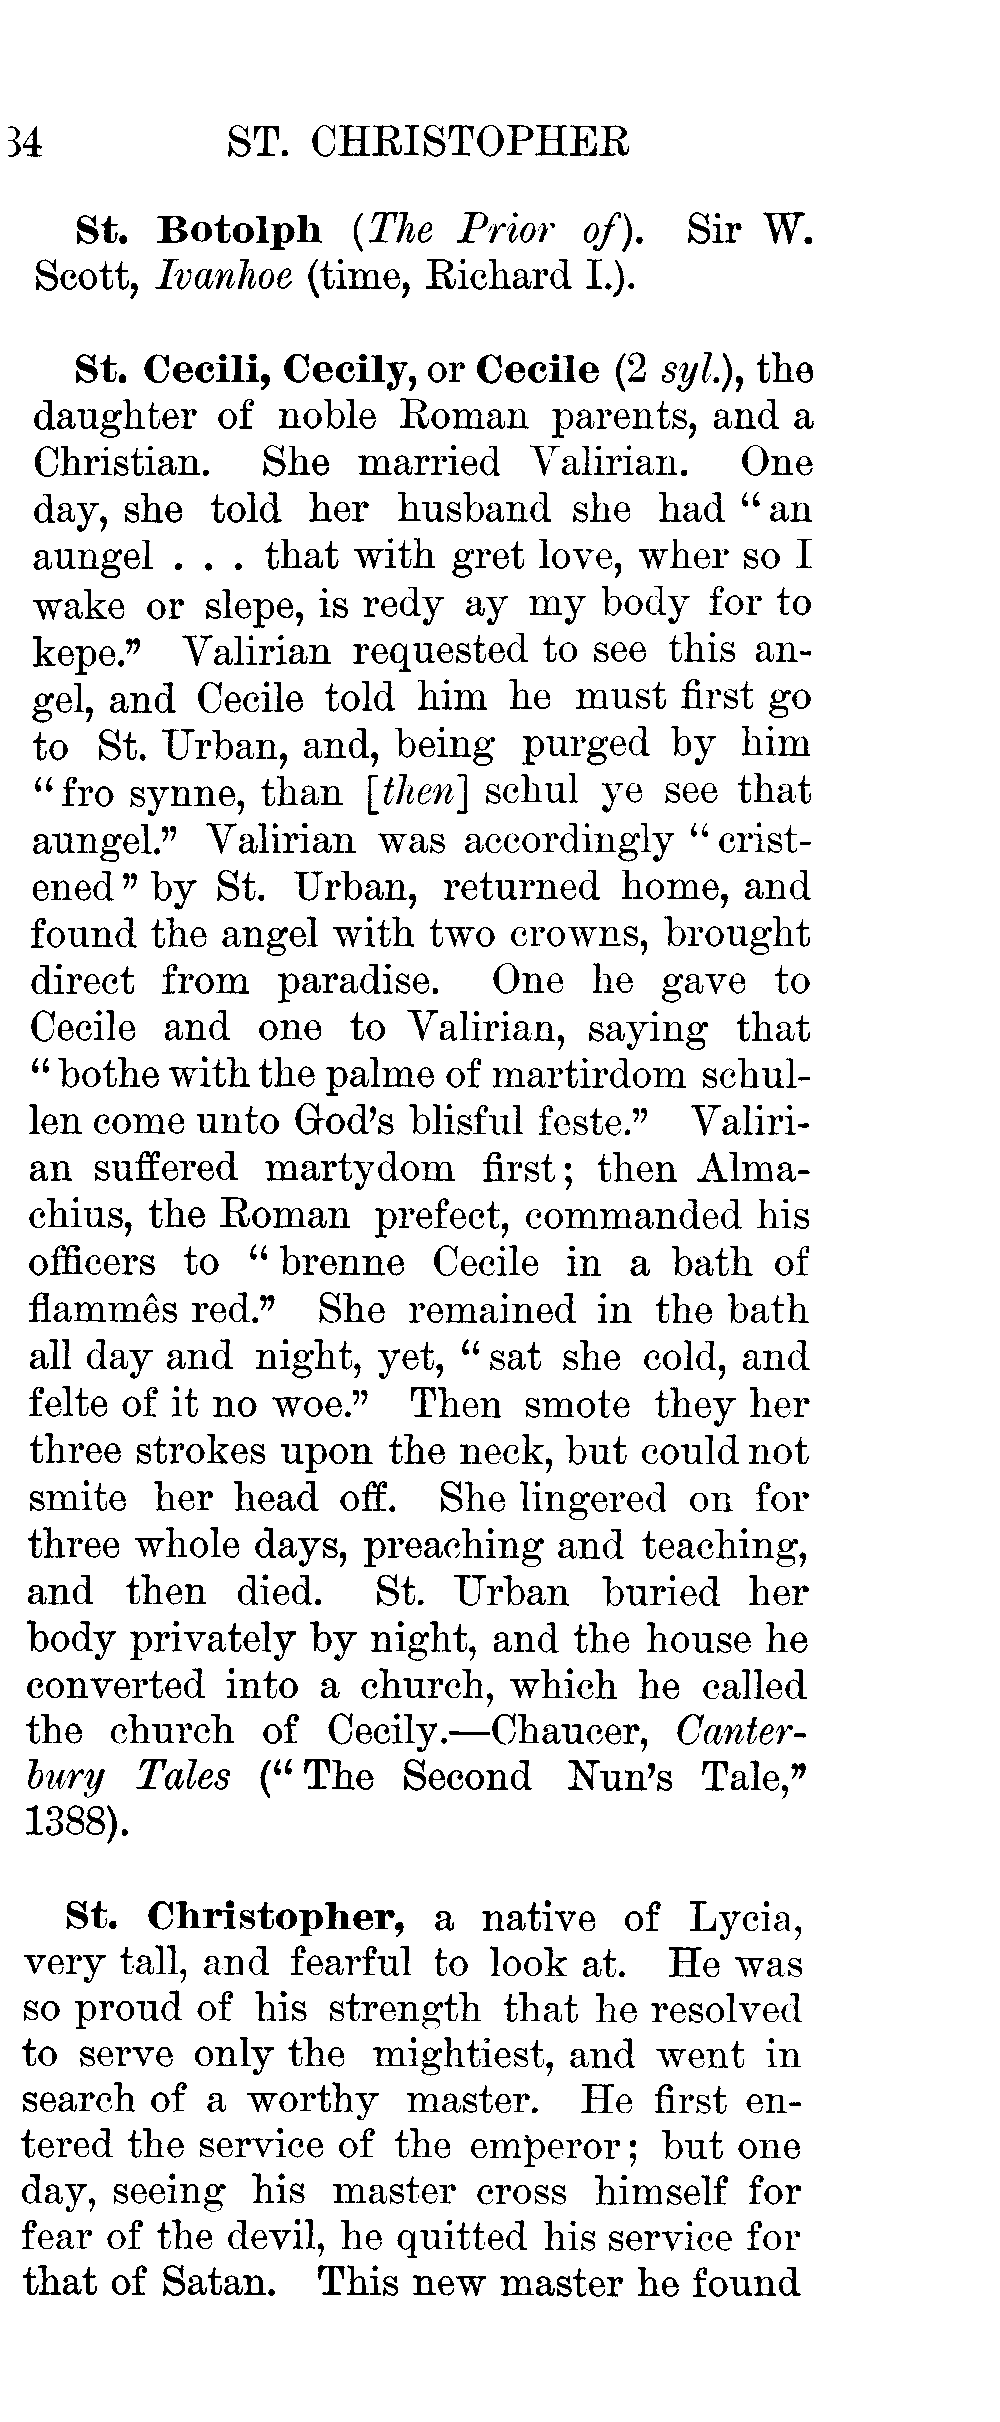 34 ST. CHRISTOPHER
St. Botolph (The Prior of). Sir W.
Scott, Ivanhoe (time, Richard I.).
St. Cecili, Cecily, or Cecile (2 syl.), the
daughter of noble Roman parents, and a
Christian. She married Valirian. One
day, she told her husband she had “an
aungel . . . that with gret love, wher so I
wake or slepe, is redy ay my body for to
kepe.” Valirian requested to see this an-
gel, and Cecile told him he must first go
to St. Urban, and, being purged by him
“fro synne, than [then] schul ye see that
aungel.” Valirian was accordingly “crist-
ened” by St. Urban, returned home, and
found the angel with two crowns, brought
direct from paradise. One he gave to
Cecile and one to Valirian, saying that
“bothe with the palme of martirdom schul-
len come unto God’s blisful feste.” Valiri-
an suffered martydom first; then Alma-
chius, the Roman prefect, commanded his
officers to “brenne Cecile in a bath of
flammês red.” She remained in the bath
all day and night, yet, “sat she cold, and
felte of it no woe.” Then smote they her
three strokes upon the neck, but could not
smite her head off. She lingered on for
three whole days, preaching and teaching,
and then died. St. Urban buried her
body privately by night, and the house he
converted into a church, which he called
the church of Cecily.—Chaucer, Canter-
bury Tales (“The Second Nun’s Tale,”
1388).
St. Christopher, a native of Lycia,
very tall, and fearful to look at. He was
so proud of his strength that he resolved
to serve only the mightiest, and went in
search of a worthy master. He first en-
tered the service of the emperor; but one
day, seeing his master cross himself for
fear of the devil, he quitted his service for
that of Satan. This new master he found